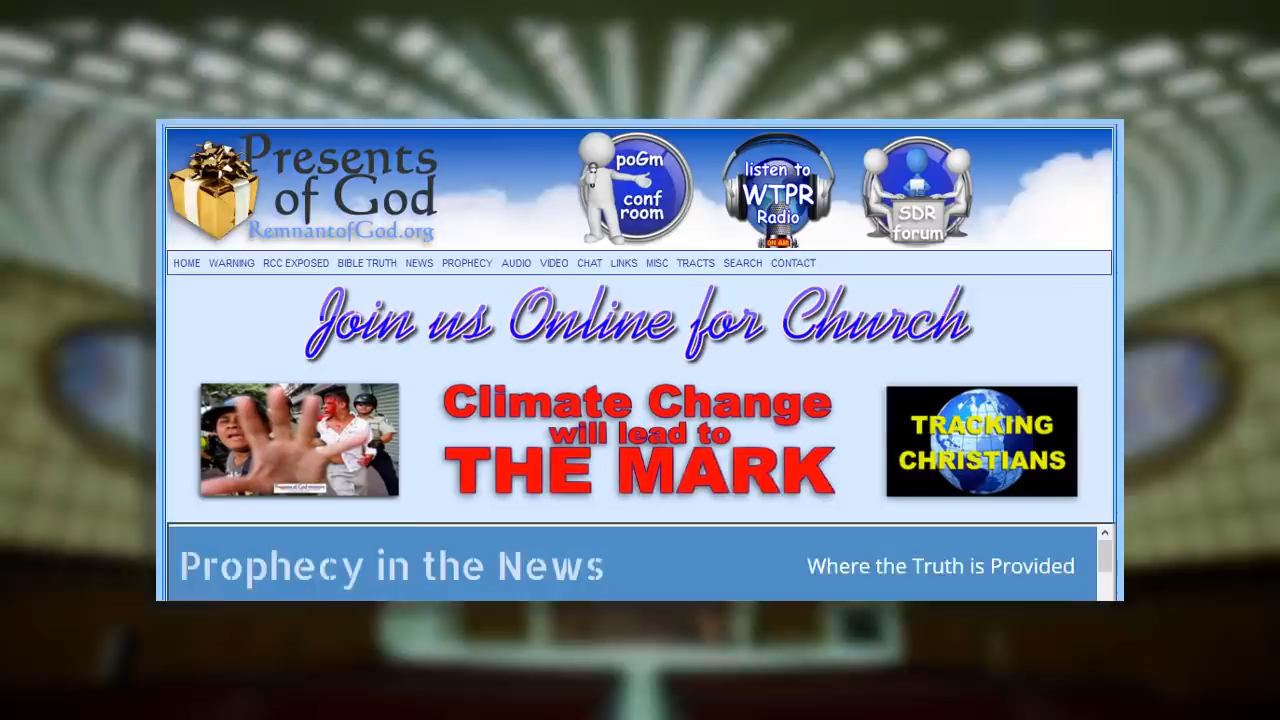 Presents
of God
RemnantofGod.org
poGm
conf
room
listen to
WTPR
Radio
ON AIR
SDR
forum
HOME WARNING RCC EXPOSED BIBLE TRUTH NEWS PROPHECY AUDIO VIDEO CHAT LINKS MISC TRACTS SEARCH CONTACT
Join us Online for Church
Climate Change
will lead to
THE MARK
TRACKING
CHRISTIANS
Prophecy in the News
Where the Truth is Provided